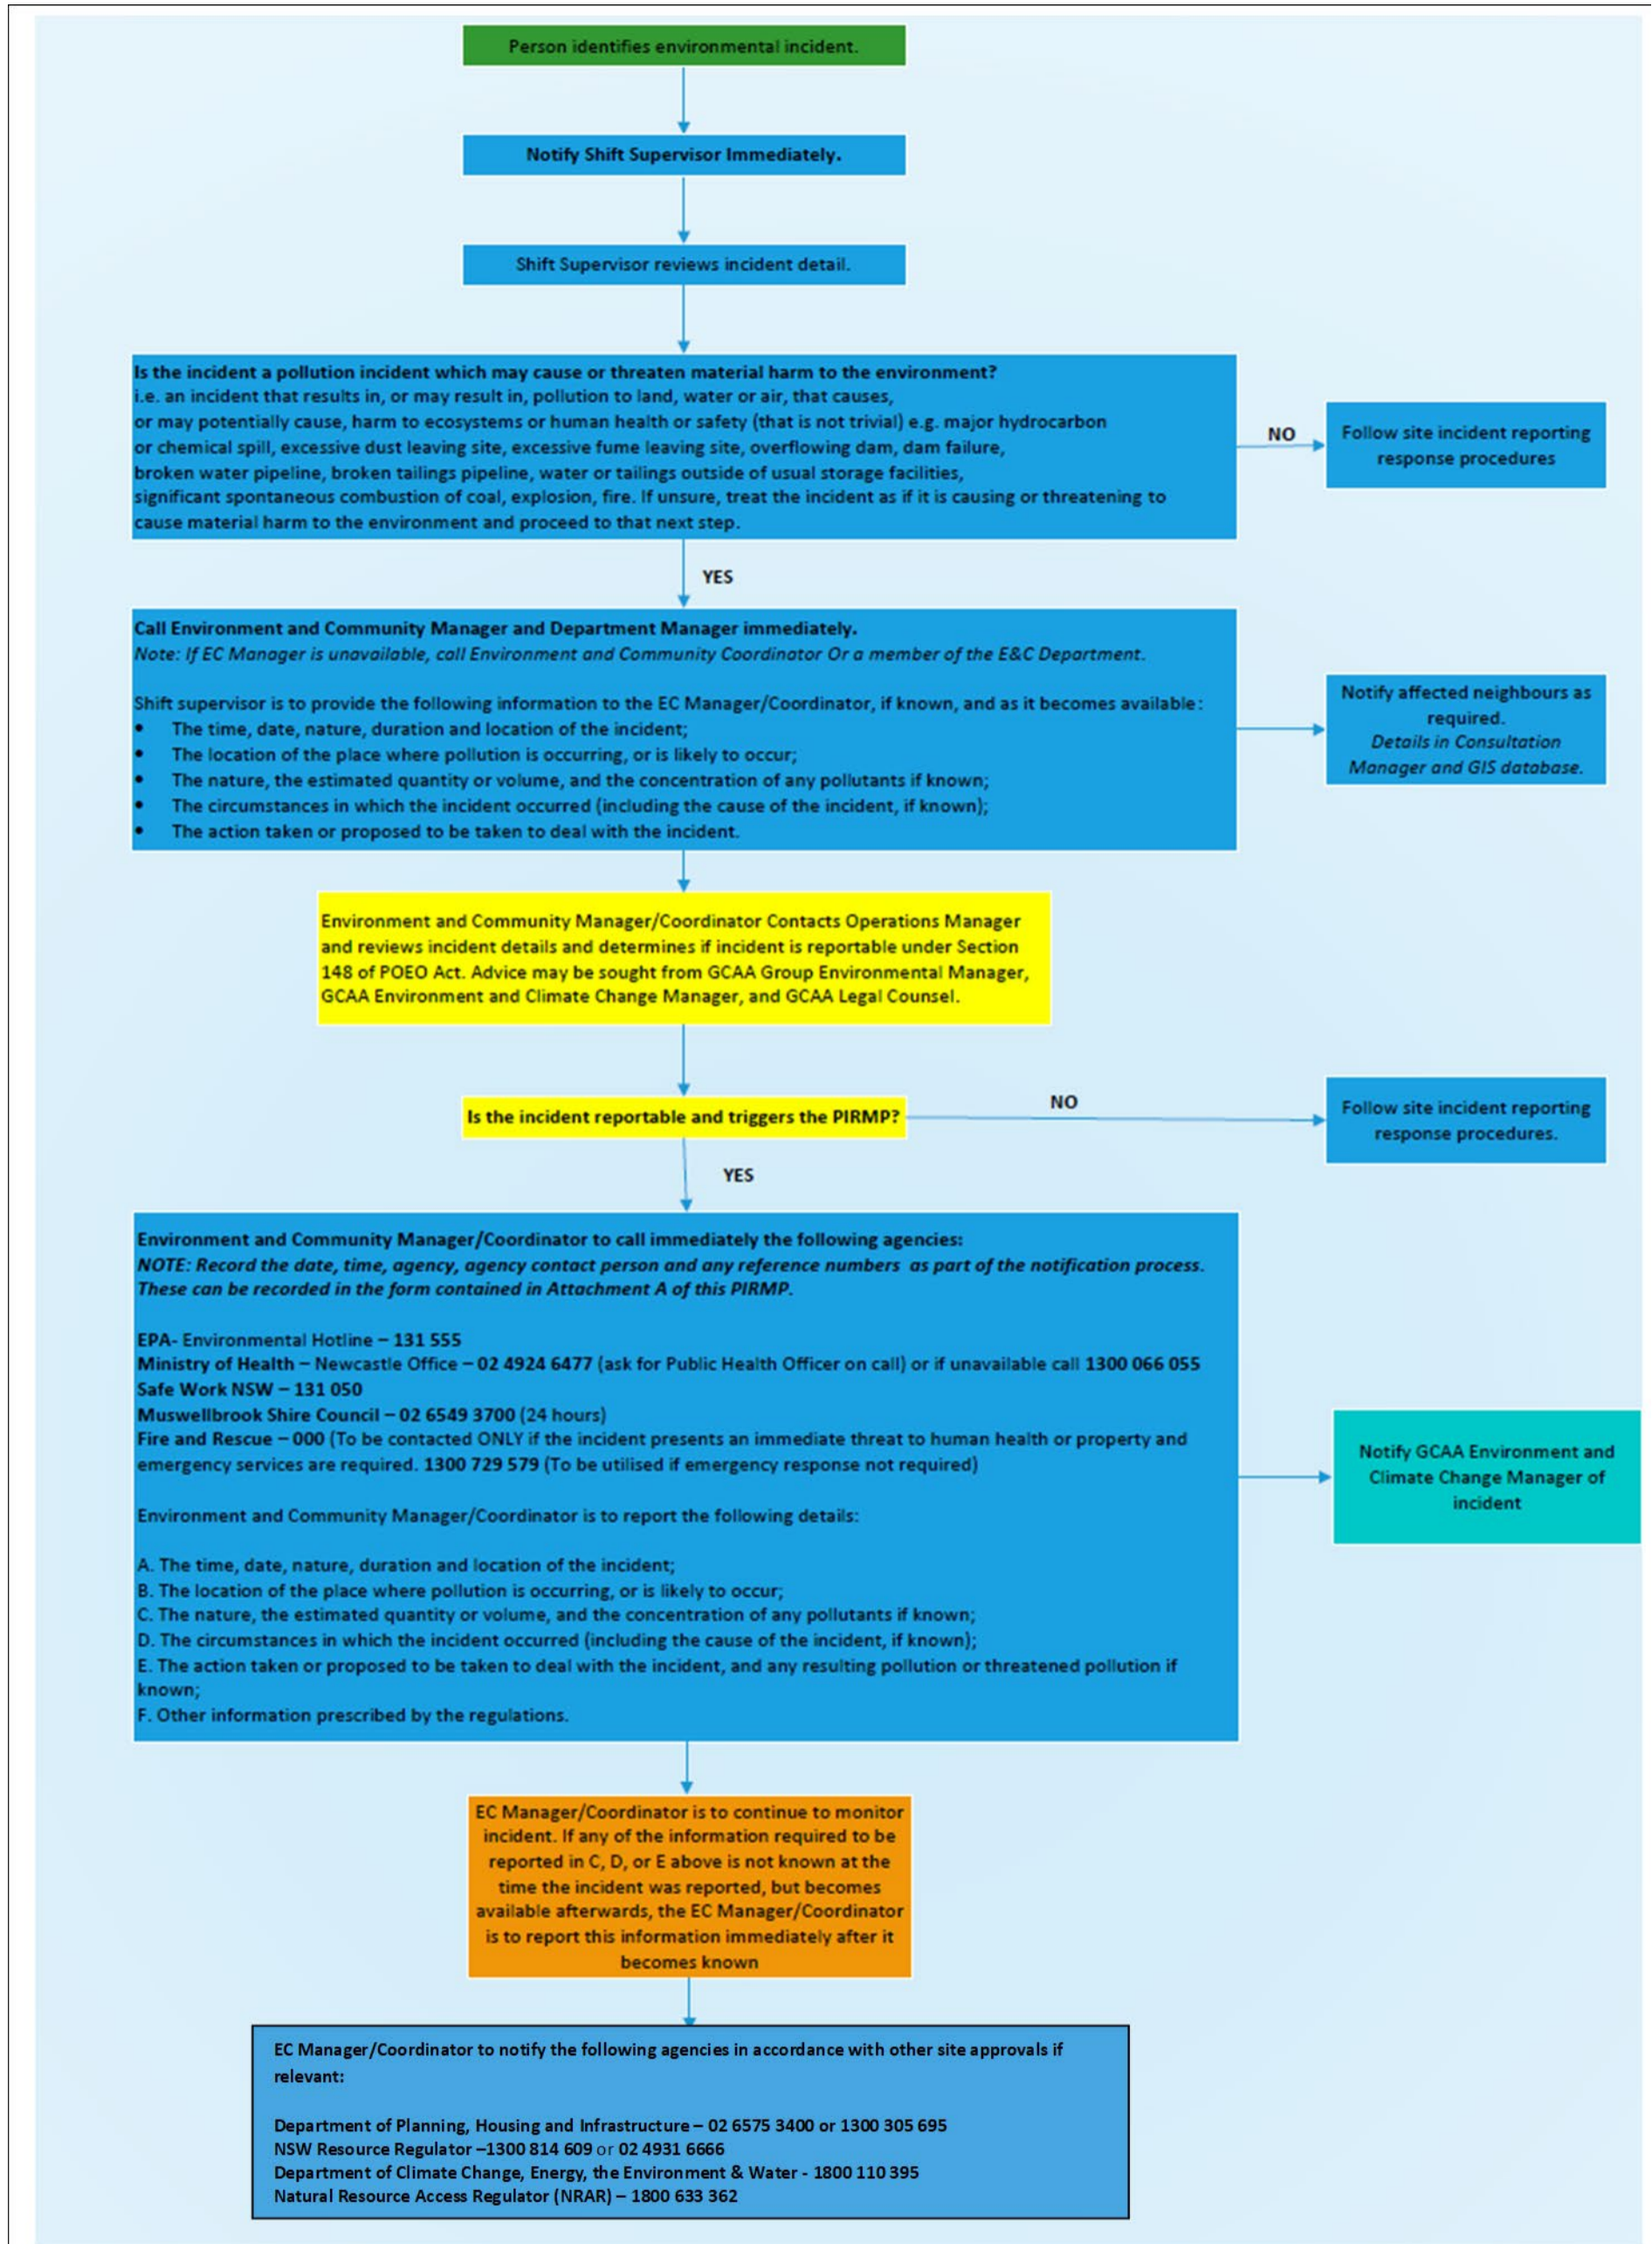 Person identifies environmental incident.
Notify Shift Supervisor Immediately.
Shift Supervisor reviews incident detail.
Is the incident a pollution incident which may cause or threaten material harm to the environment?
i.e. an incident that results in, or may result in, pollution to land, water or air, that causes,
or may potentially cause, harm to ecosystems or human health or safety (that is not trivial) e.g. major hydrocarbon
or chemical spill, excessive dust leaving site, excessive fume leaving site, overflowing dam, dam failure,
broken water pipeline, broken tailings pipeline, water or tailings outside of usual storage facilities,
significant spontaneous combustion of coal, explosion, fire. If unsure, treat the incident as if it is causing or threatening to
cause material harm to the environment and proceed to that next step.
NO
Follow site incident reporting
response procedures
YES
Call Environment and Community Manager and Department Manager immediately.
Note: If EC Manager is unavailable, call Environment and Community Coordinator Or a member of the E&C Department.
Shift supervisor is to provide the following information to the EC Manager/Coordinator, if known, and as it becomes available:
• The time, date, nature, duration and location of the incident;
• The location of the place where pollution is occurring, or is likely to occur;
• The nature, the estimated quantity or volume, and the concentration of any pollutants if known;
• The circumstances in which the incident occurred (including the cause of the incident, if known);
• The action taken or proposed to be taken to deal with the incident.
Notify affected neighbours as
required.
Details in Consultation
Manager and GIS database.
Environment and Community Manager/Coordinator Contacts Operations Manager
and reviews incident details and determines if incident is reportable under Section
148 of POEO Act. Advice may be sought from GCAA Group Environmental Manager,
GCAA Environment and Climate Change Manager, and GCAA Legal Counsel.
Is the incident reportable and triggers the PIRMP?
NO
Follow site incident reporting
response procedures.
YES
Environment and Community Manager/Coordinator to call immediately the following agencies:
NOTE: Record the date, time, agency, agency contact person and any reference numbers as part of the notification process.
These can be recorded in the form contained in Attachment A of this PIRMP.
EPA- Environmental Hotline – 131 555
Ministry of Health – Newcastle Office – 02 4924 6477 (ask for Public Health Officer on call) or if unavailable call 1300 066 055
Safe Work NSW – 131 050
Muswellbrook Shire Council – 02 6549 3700 (24 hours)
Fire and Rescue – 000 (To be contacted ONLY if the incident presents an immediate threat to human health or property and
emergency services are required. 1300 729 579 (To be utilised if emergency response not required)
Environment and Community Manager/Coordinator is to report the following details:
A. The time, date, nature, duration and location of the incident;
B. The location of the place where pollution is occurring, or is likely to occur;
C. The nature, the estimated quantity or volume, and the concentration of any pollutants if known;
D. The circumstances in which the incident occurred (including the cause of the incident, if known);
E. The action taken or proposed to be taken to deal with the incident, and any resulting pollution or threatened pollution if
known;
F. Other information prescribed by the regulations.
Notify GCAA Environment and
Climate Change Manager of
incident
EC Manager/Coordinator is to continue to monitor
incident. If any of the information required to be
reported in C, D, or E above is not known at the
time the incident was reported, but becomes
available afterwards, the EC Manager/Coordinator
is to report this information immediately after it
becomes known
EC Manager/Coordinator to notify the following agencies in accordance with other site approvals if
relevant:
Department of Planning, Housing and Infrastructure – 02 6575 3400 or 1300 305 695
NSW Resource Regulator –1300 814 609 or 02 4931 6666
Department of Climate Change, Energy, the Environment & Water - 1800 110 395
Natural Resource Access Regulator (NRAR) – 1800 633 362